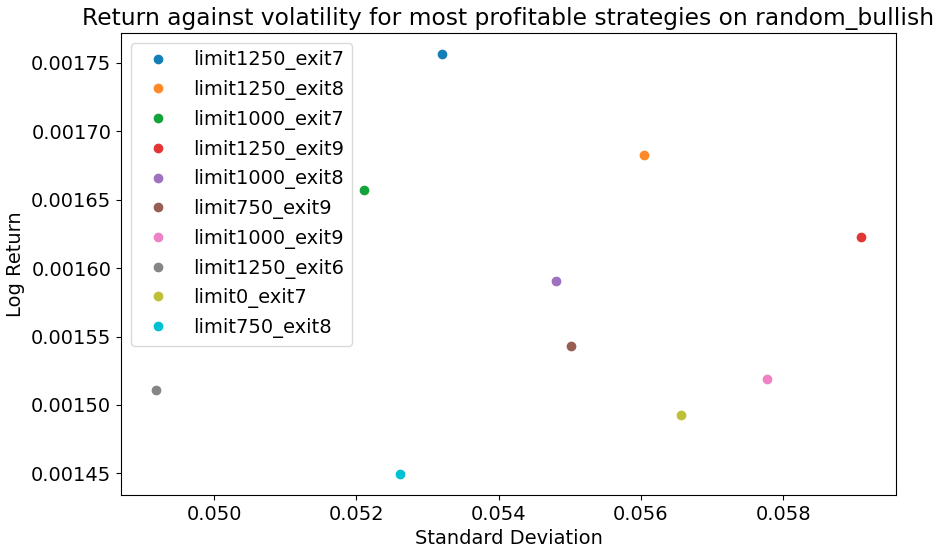 Return against volatility for most profitable strategies on random_bullish
limit1250_exit7
limit1250_exit8
limit1000_exit7
limit1250_exit9
limit1000_exit8
limit750_exit9
limit1000_exit9
limit1250_exit6
limit0_exit7
limit750_exit8
Log Return
0.00175
0.00170
0.00165
0.00160
0.00155
0.00150
0.00145
0.050
0.052
0.054
0.056
0.058
Standard Deviation